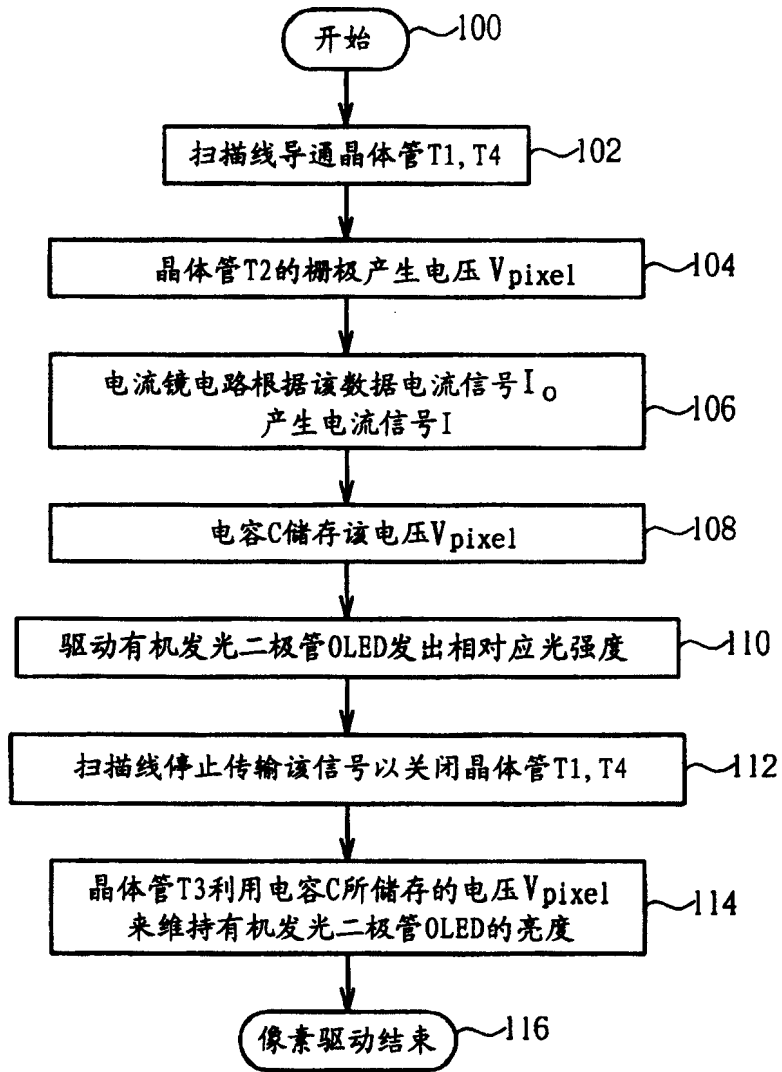 开始
100
扫描线导通晶体管T1,T4
102
晶体管T2的栅极产生电压Vpixel
104
电流镜电路根据该数据电流信号Io
产生电流信号I
106
电容C储存该电压Vpixel
108
驱动有机发光二极管OLED发出相对应光强度
110
扫描线停止传输该信号以关闭晶体管T1,T4
112
晶体管T3利用电容C所储存的电压Vpixel
来维持有机发光二极管OLED的亮度
114
像素驱动结束
116